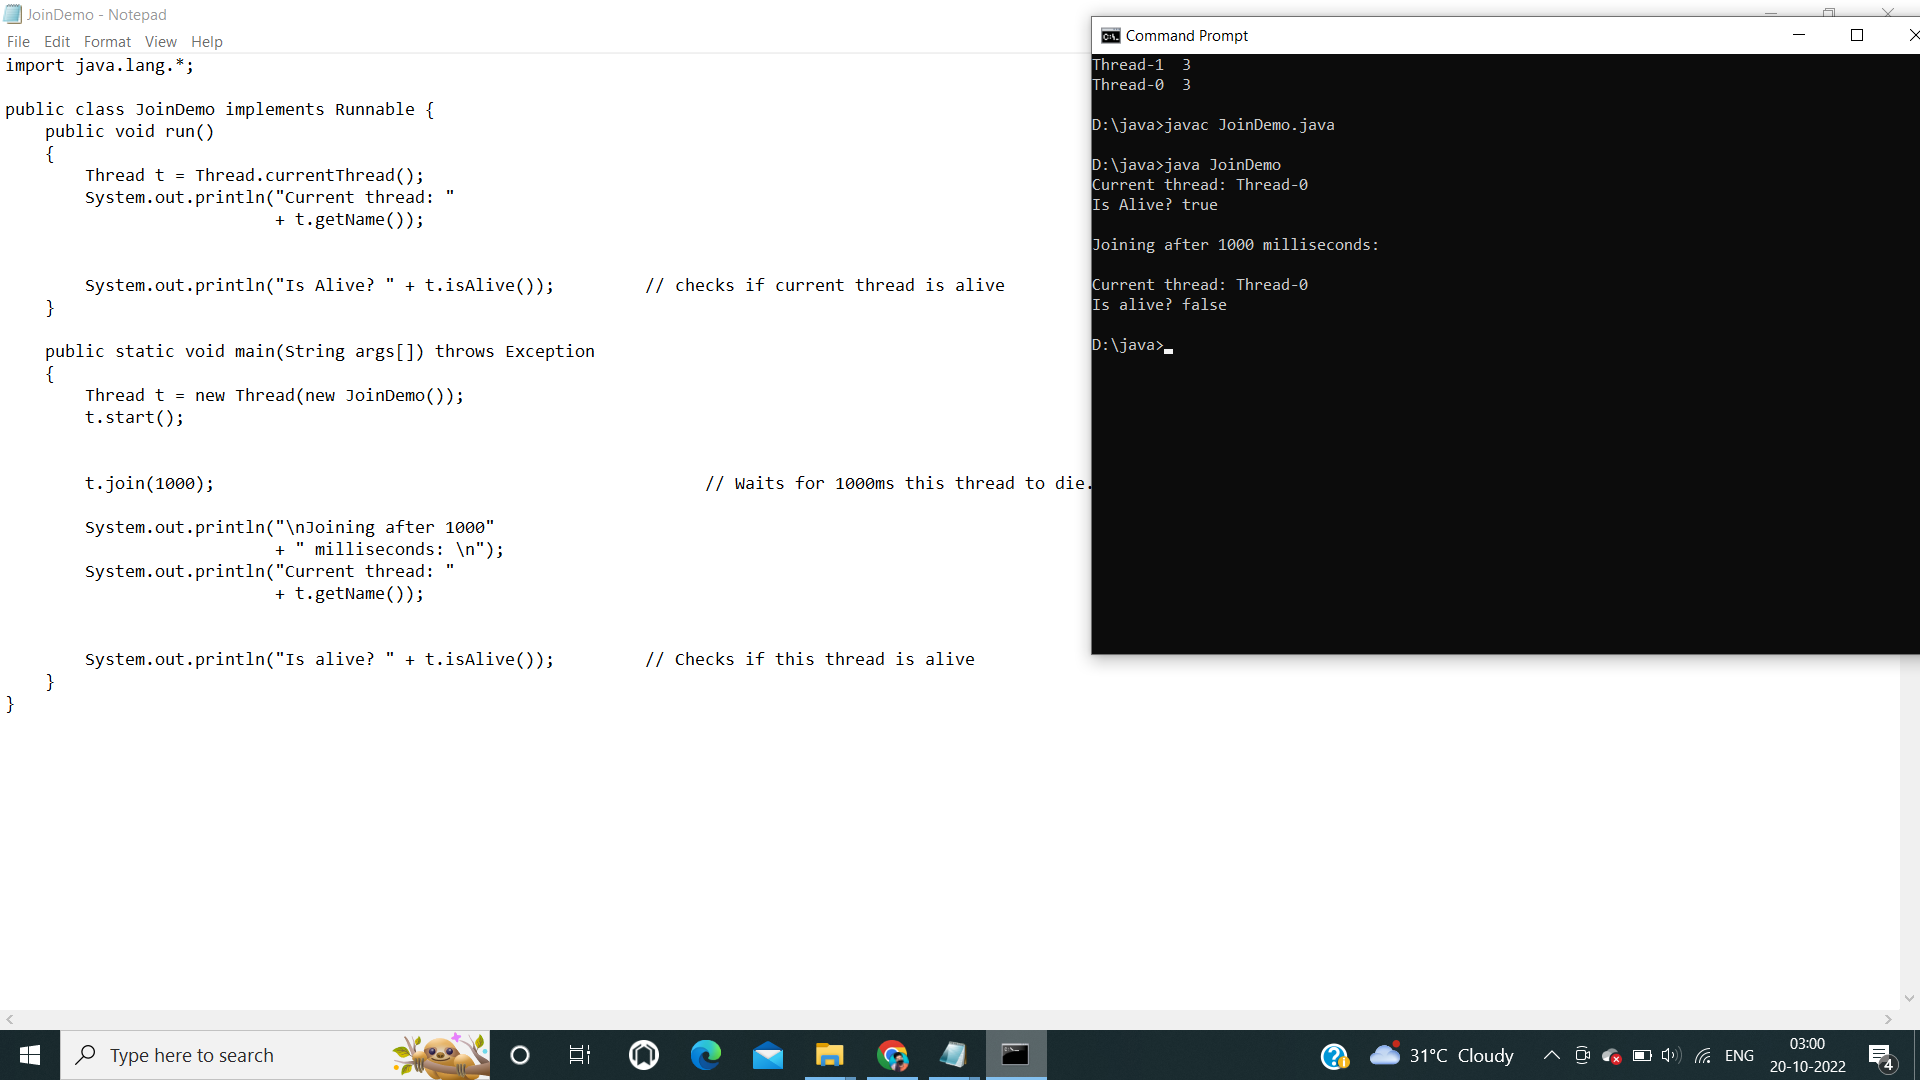 JoinDemo - Notepad
File Edit Format View Help
import java.lang.*;
public class JoinDemo implements Runnable {
public void run()
{
Thread t = Thread.currentThread();
System.out.println("Current thread: "
+ t.getName());
System.out.println("Is Alive? " + t.isAlive()); // checks if current thread is alive
}
public static void main(String args[]) throws Exception
{
Thread t = new Thread(new JoinDemo());
t.start();
t.join(1000); // Waits for 1000ms this thread to die.
System.out.println("\nJoining after 1000"
+ " milliseconds: \n");
System.out.println("Current thread: "
+ t.getName());
System.out.println("Is alive? " + t.isAlive()); // Checks if this thread is alive
}
}
Command Prompt
Thread-1 3
Thread-0 3
D:\java>javac JoinDemo.java
D:\java>java JoinDemo
Current thread: Thread-0
Is Alive? true
Joining after 1000 milliseconds:
Current thread: Thread-0
Is alive? false
D:\java>
Type here to search
31°C Cloudy
ENG
03:00
20-10-2022
4